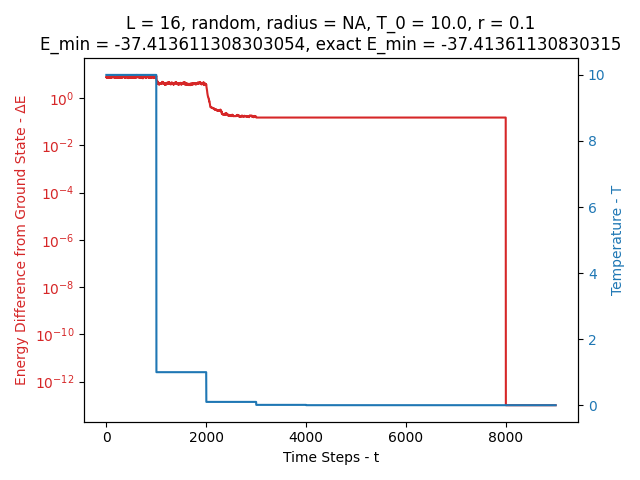 L = 16, random, radius = NA, T_0 = 10.0, r = 0.1
E_min = -37.413611308303054, exact E_min = -37.41361130830315
Energy Difference from Ground State - ΔE
10^0
10^-2
10^-4
10^-6
10^-8
10^-10
10^-12
10
8
6
4
2
0
Temperature - T
0 2000 4000 6000 8000
Time Steps - t